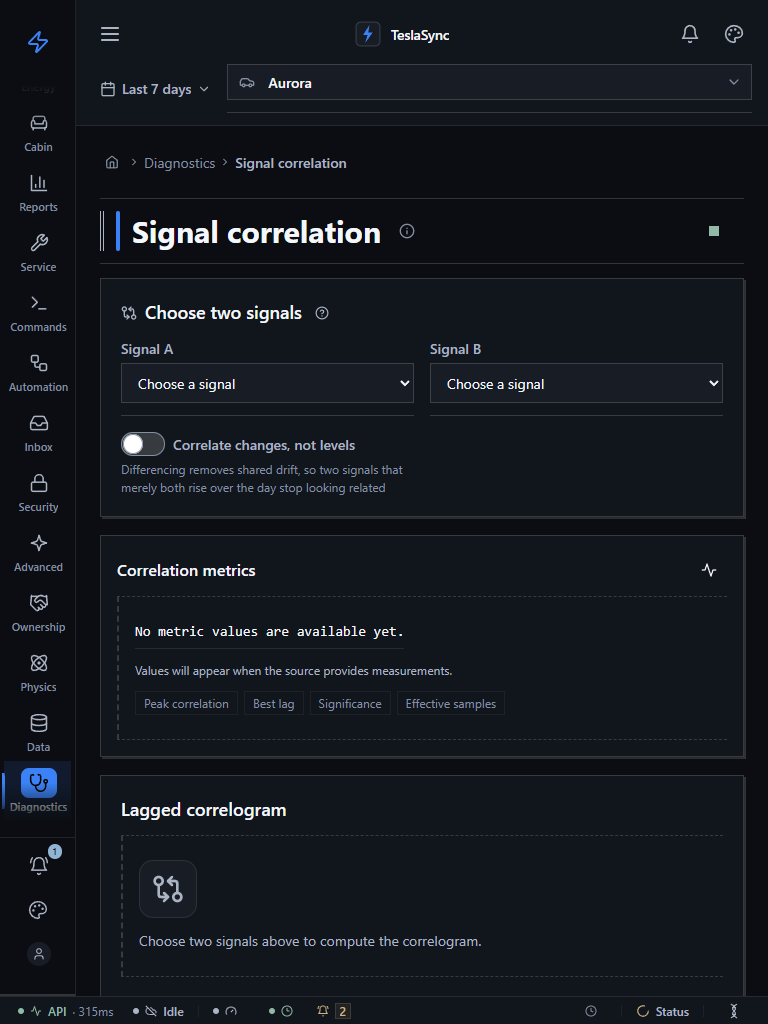 TeslaSync
Last 7 days
Aurora
Energy
Cabin
Reports
Service
Commands
Automation
Inbox
Security
Advanced
Ownership
Physics
Data
Diagnostics
1
Diagnostics
Signal correlation
Signal correlation
Choose two signals
Signal A
Signal B
Choose a signal
Choose a signal
Correlate changes, not levels
Differencing removes shared drift, so two signals that
merely both rise over the day stop looking related
Correlation metrics
No metric values are available yet.
Values will appear when the source provides measurements.
Peak correlation
Best lag
Significance
Effective samples
Lagged correlogram
Choose two signals above to compute the correlogram.
API · 315ms
Idle
2
Status